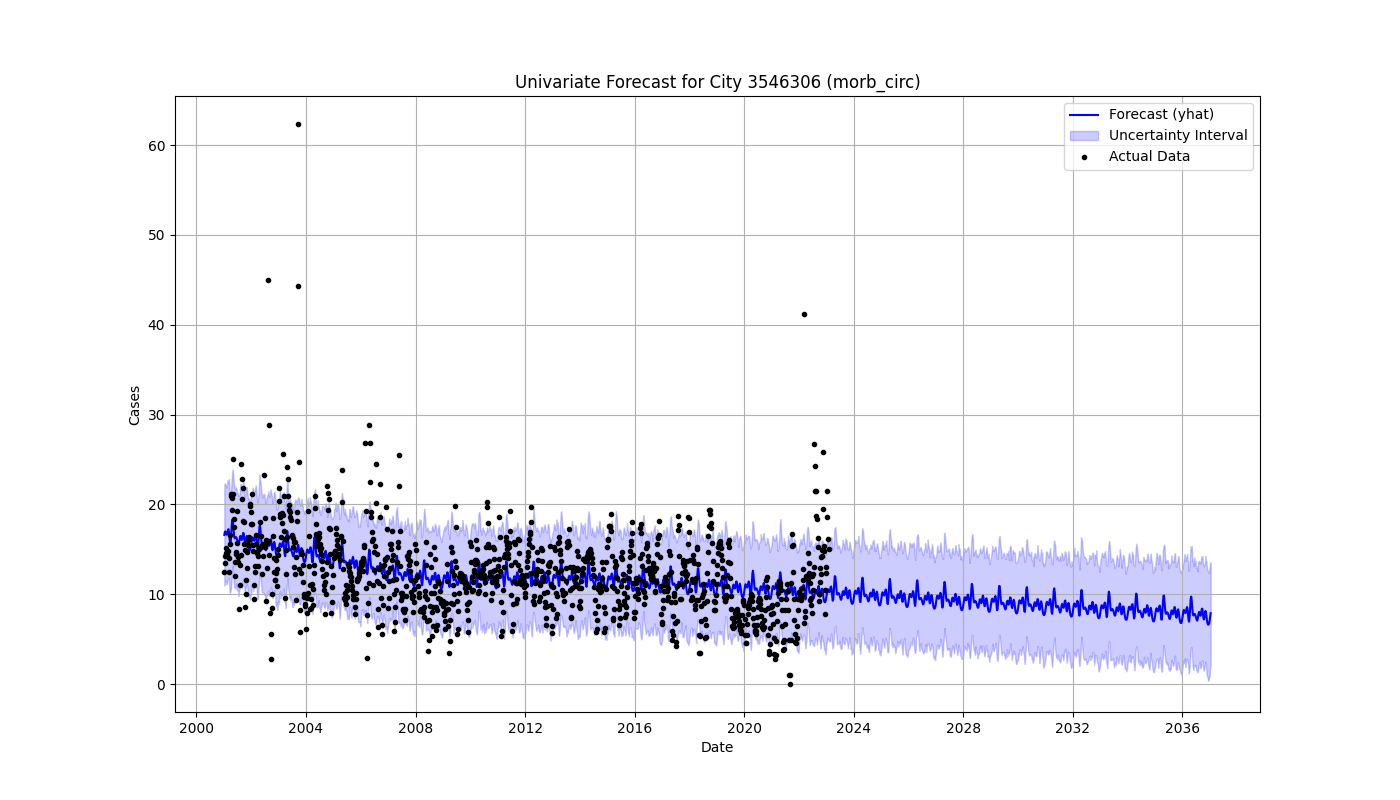 Univariate Forecast for City 3546306 (morb_circ)
Forecast (yhat)
Uncertainty Interval
Actual Data
60
50
40
30
20
10
0
Cases
2000 2004 2008 2012 2016 2020 2024 2028 2032 2036
Date